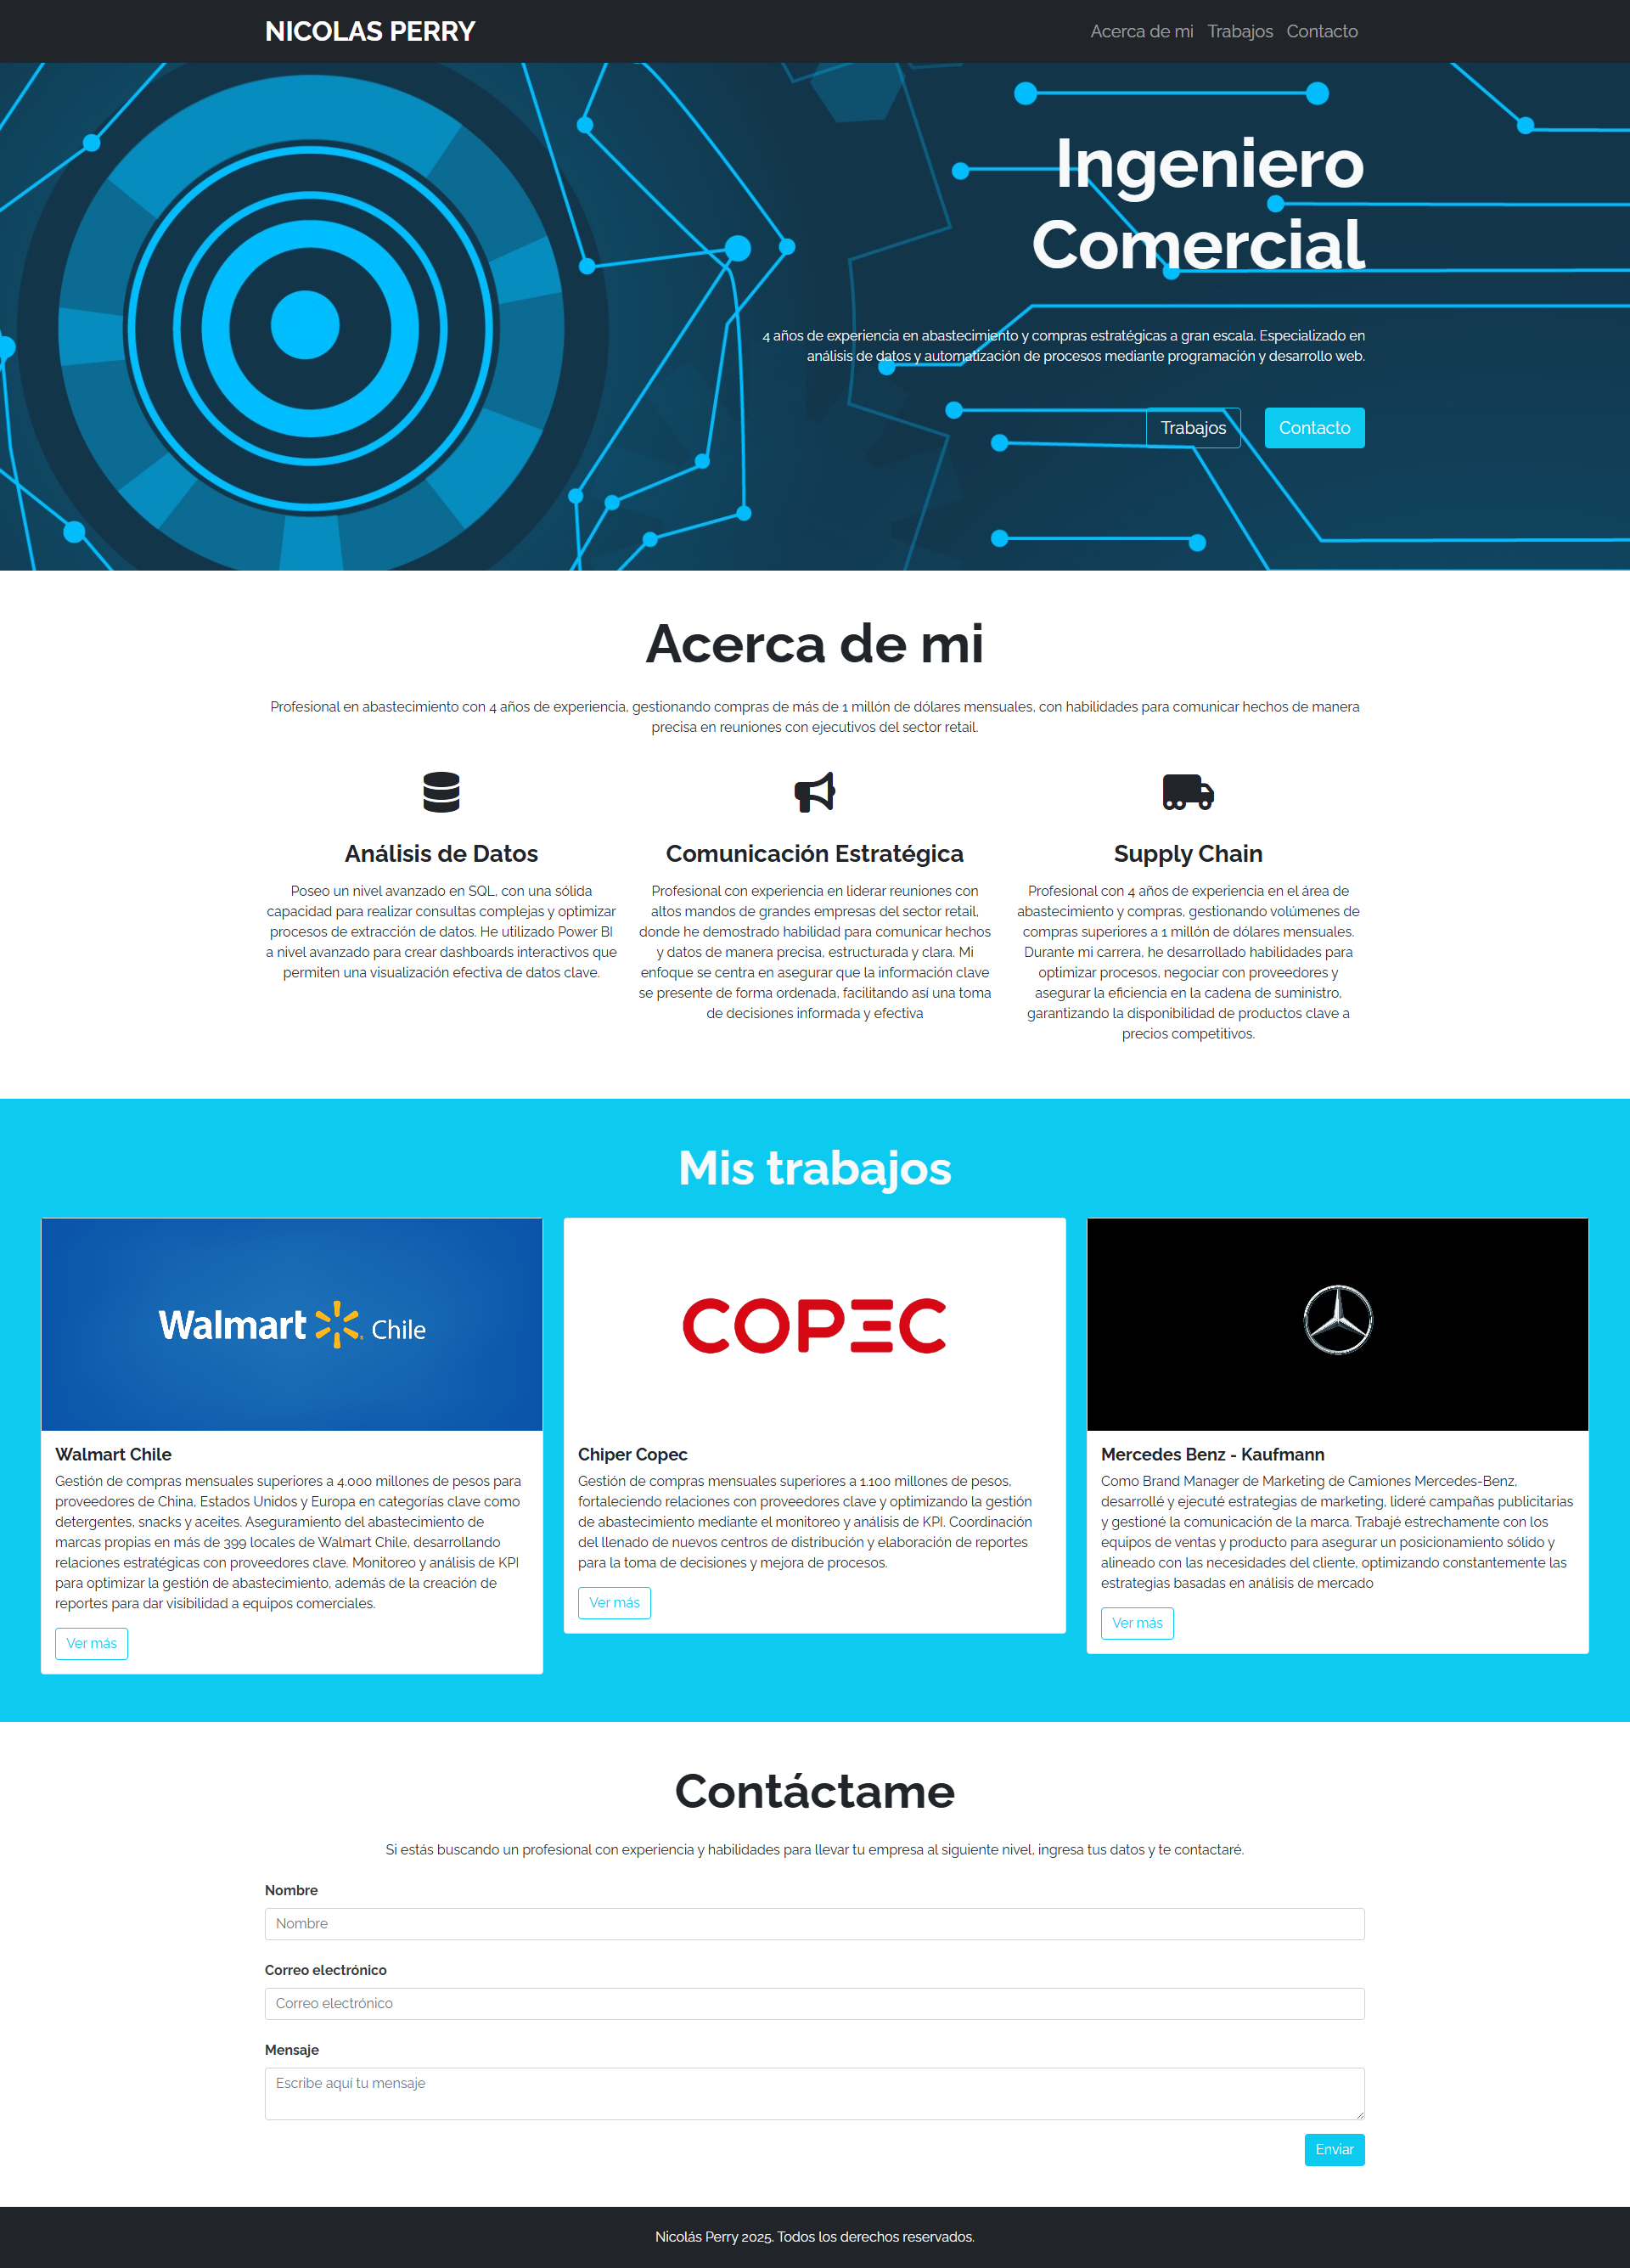 NICOLAS PERRY
Acerca de mi Trabajos Contacto
Ingeniero
Comercial
4 años de experiencia en abastecimiento y compras estratégicas a gran escala. Especializado en
análisis de datos y automatización de procesos mediante programación y desarrollo web.
Trabajos Contacto
Acerca de mi
Profesional en abastecimiento con 4 años de experiencia, gestionando compras de más de 1 millón de dólares mensuales, con habilidades para comunicar hechos de manera
precisa en reuniones con ejecutivos del sector retail.
Análisis de Datos
Poseo un nivel avanzado en SQL, con una sólida
capacidad para realizar consultas complejas y optimizar
procesos de extracción de datos. He utilizado Power BI
a nivel avanzado para crear dashboards interactivos que
permiten una visualización efectiva de datos clave.
Comunicación Estratégica
Profesional con experiencia en liderar reuniones con
altos mandos de grandes empresas del sector retail,
donde he demostrado habilidad para comunicar hechos
y datos de manera precisa, estructurada y clara. Mi
enfoque se centra en asegurar que la información clave
se presente de forma ordenada, facilitando así una toma
de decisiones informada y efectiva
Supply Chain
Profesional con 4 años de experiencia en el área de
abastecimiento y compras, gestionando volúmenes de
compras superiores a 1 millón de dólares mensuales.
Durante mi carrera, he desarrollado habilidades para
optimizar procesos, negociar con proveedores y
asegurar la eficiencia en la cadena de suministro,
garantizando la disponibilidad de productos clave a
precios competitivos.
Mis trabajos
Walmart Chile
Walmart Chile
Gestión de compras mensuales superiores a 4.000 millones de pesos para
proveedores de China, Estados Unidos y Europa en categorías clave como
detergentes, snacks y aceites. Aseguramiento del abastecimiento de
marcas propias en más de 399 locales de Walmart Chile, desarrollando
relaciones estratégicas con proveedores clave. Monitoreo y análisis de KPI
para optimizar la gestión de abastecimiento, además de la creación de
reportes para dar visibilidad a equipos comerciales.
Ver más
COPEC
Chiper Copec
Gestión de compras mensuales superiores a 1.100 millones de pesos,
fortaleciendo relaciones con proveedores clave y optimizando la gestión
de abastecimiento mediante el monitoreo y análisis de KPI. Coordinación
del llenado de nuevos centros de distribución y elaboración de reportes
para la toma de decisiones y mejora de procesos.
Ver más
Mercedes Benz - Kaufmann
Como Brand Manager de Marketing de Camiones Mercedes-Benz,
desarrollé y ejecuté estrategias de marketing, lideré campañas publicitarias
y gestioné la comunicación de la marca. Trabajé estrechamente con los
equipos de ventas y producto para asegurar un posicionamiento sólido y
alineado con las necesidades del cliente, optimizando constantemente las
estrategias basadas en análisis de mercado
Ver más
Contáctame
Si estás buscando un profesional con experiencia y habilidades para llevar tu empresa al siguiente nivel, ingresa tus datos y te contactaré.
Nombre
Nombre
Correo electrónico
Correo electrónico
Mensaje
Escribe aquí tu mensaje
Enviar
Nicolás Perry 2025. Todos los derechos reservados.